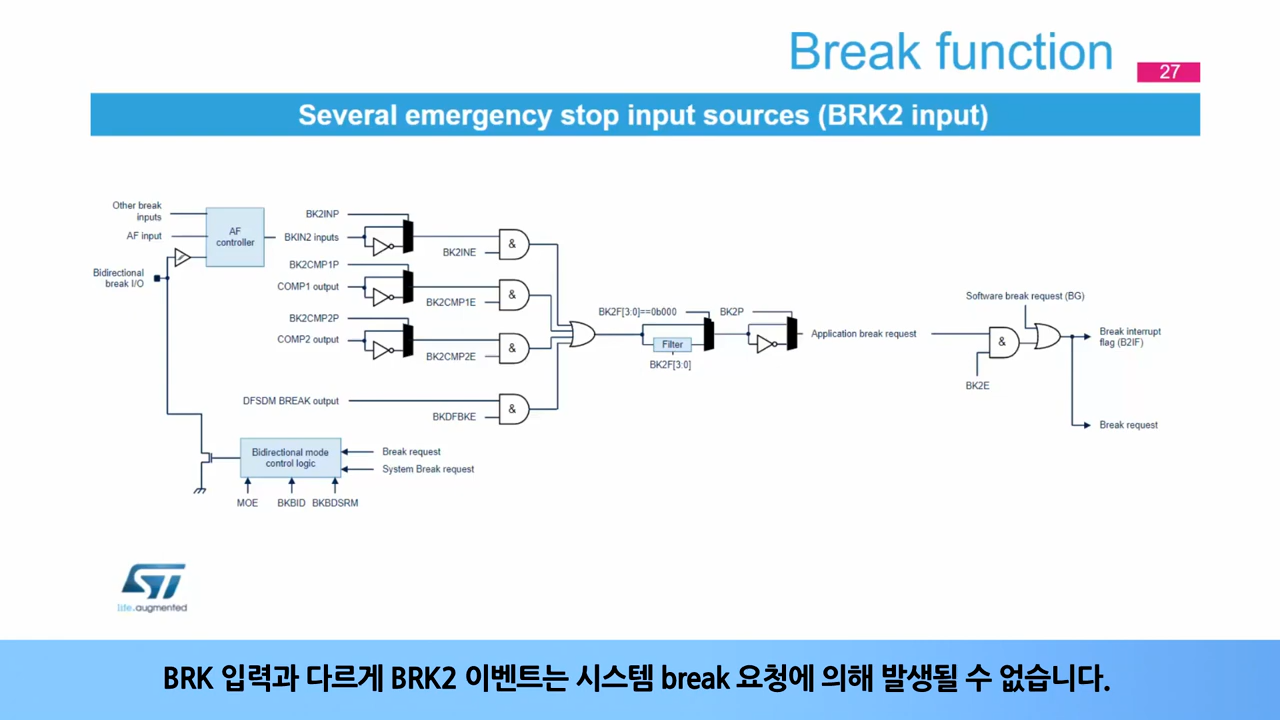 Break function
27
Several emergency stop input sources (BRK2 input)
Other break
inputs
AF input
Bidirectional
break I/O
AF
controller
BK2INP
BKIN2 inputs
BK2INE
&
BK2CMP1P
COMP1 output
BK2CMP1E
&
BK2CMP2P
COMP2 output
BK2CMP2E
&
DFSDM BREAK output
BKDFBKE
&
BK2F[3:0]==0b000
Filter
BK2F[3:0]
BK2P
Application break request
Software break request (BG)
&
BK2E
Break interrupt
flag (B2IF)
Break request
Bidirectional mode
control logic
Break request
System Break request
MOE
BKBID
BKBDSRM
ST
life.augmented
BRK 입력과 다르게 BRK2 이벤트는 시스템 break 요청에 의해 발생될 수 없습니다.